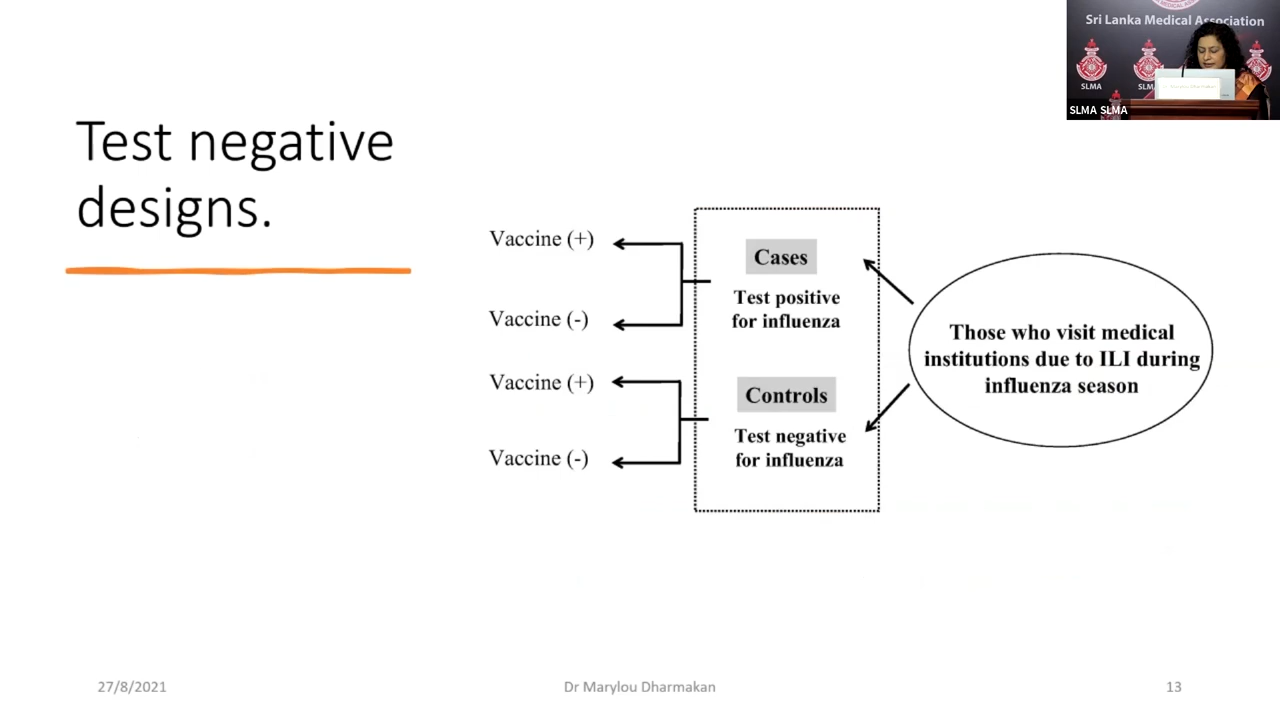 Sri Lanka Medical Association
SLMA
SLMA SLMA
Test negative
designs.
Vaccine (+)
Vaccine (-)
Vaccine (+)
Vaccine (-)
Cases
Test positive
for influenza
Controls
Test negative
for influenza
Those who visit medical
institutions due to ILI during
influenza season
27/8/2021
Dr Marylou Dharmakan
13